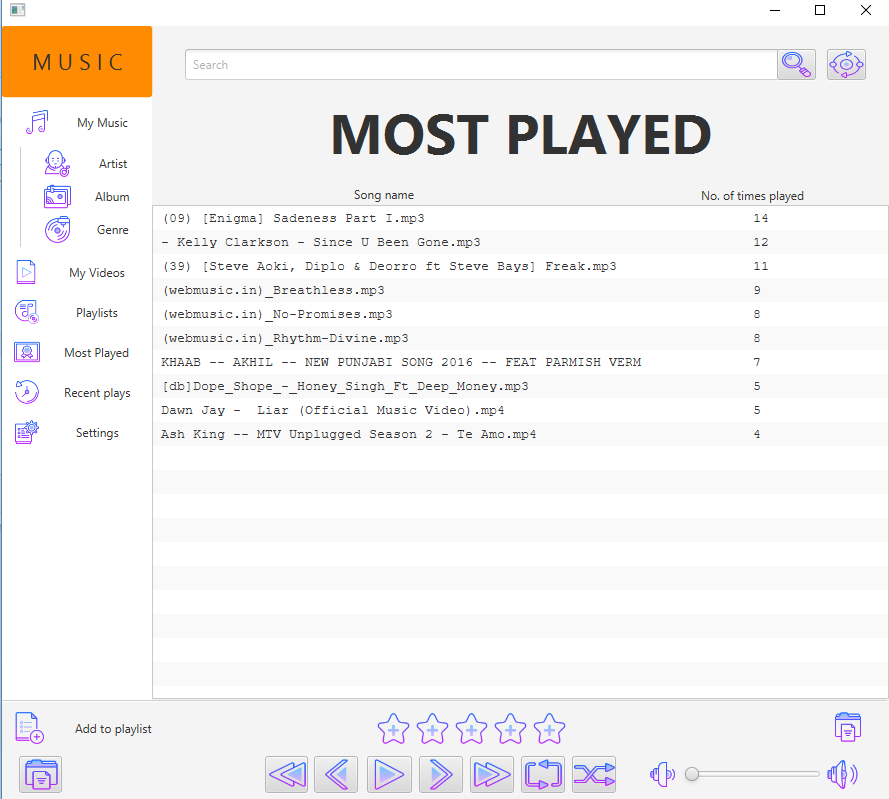 MUSIC
Search
My Music
Artist
Album
Genre
My Videos
Playlists
Most Played
Recent plays
Settings
MOST PLAYED
Song name No. of times played
(09) [Enigma] Sadeness Part I.mp3 14
- Kelly Clarkson - Since U Been Gone.mp3 12
(39) [Steve Aoki, Diplo & Deorro ft Steve Bays] Freak.mp3 11
(webmusic.in)_Breathless.mp3 9
(webmusic.in)_No-Promises.mp3 8
(webmusic.in)_Rhythm-Divine.mp3 8
KHAAB -- AKHIL -- NEW PUNJABI SONG 2016 -- FEAT PARMISH VERM 7
[db]Dope_Shope_-_Honey_Singh_Ft_Deep_Money.mp3 5
Dawn Jay -  Liar (Official Music Video).mp4 5
Ash King -- MTV Unplugged Season 2 - Te Amo.mp4 4
Add to playlist